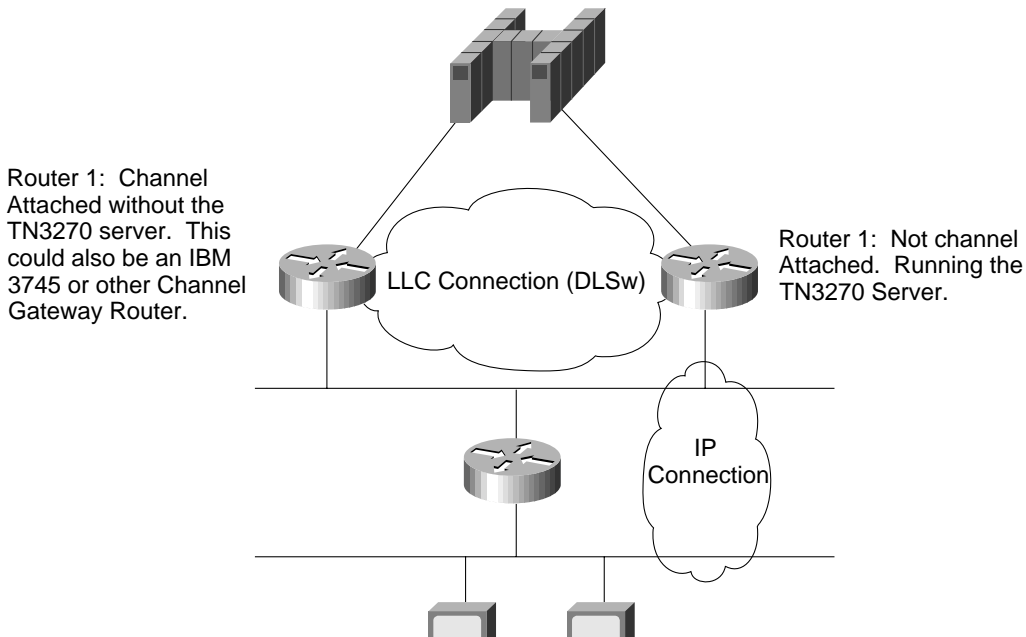 Router 1:  Channel
Attached without the
TN3270 server.  This
could also be an IBM
3745 or other Channel
Gateway Router.
LLC Connection (DLSw)
Router 1:  Not channel
Attached.  Running the
TN3270 Server.
IP
Connection